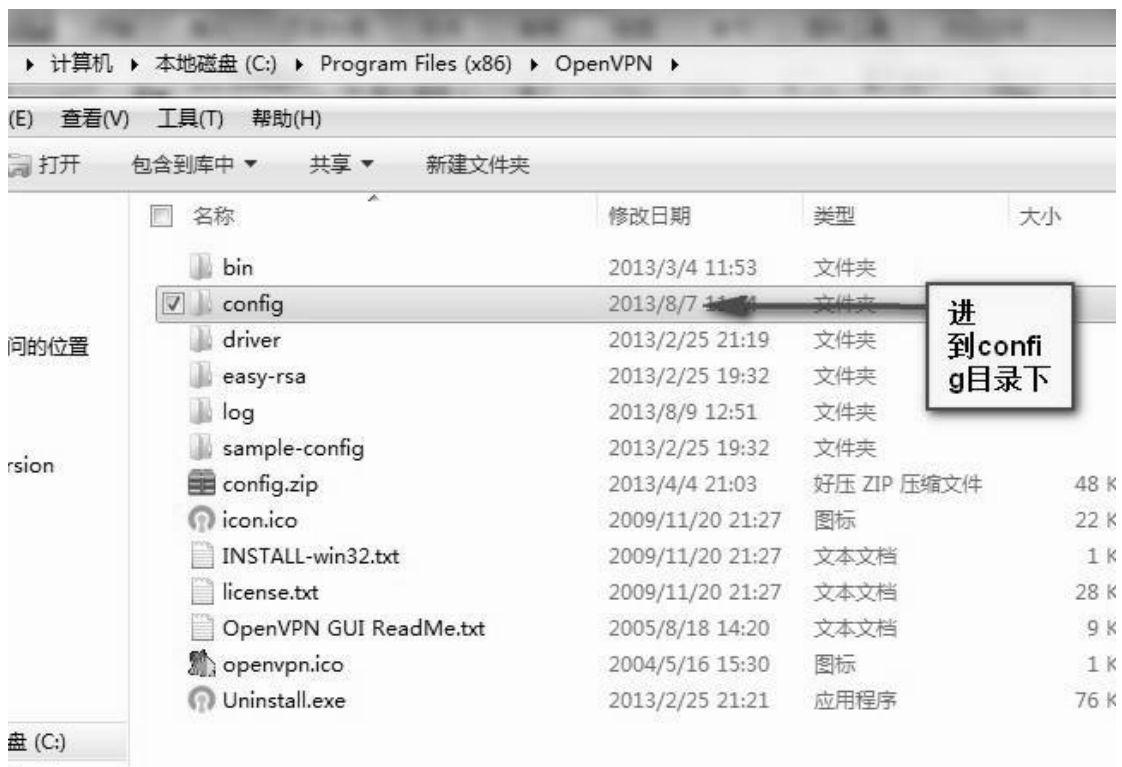 计算机 本地磁盘 (C:) Program Files (x86) OpenVPN
(E) 查看(V) 工具(T) 帮助(H)
打开 包含到库中 共享 新建文件夹
名称 修改日期 类型 大小
bin 2013/3/4 11:53 文件夹
config 2013/8/7 文件夹
driver 2013/2/25 21:19 文件夹
easy-rsa 2013/2/25 19:32 文件夹
log 2013/8/9 12:51 文件夹
sample-config 2013/2/25 19:32 文件夹
config.zip 2013/4/4 21:03 好压 ZIP 压缩文件 48 K
icon.ico 2009/11/20 21:27 图标 22 K
INSTALL-win32.txt 2009/11/20 21:27 文本文档 1 K
license.txt 2009/11/20 21:27 文本文档 28 K
OpenVPN GUI ReadMe.txt 2005/8/18 14:20 文本文档 9 K
openvpn.ico 2004/5/16 15:30 图标 1 K
Uninstall.exe 2013/2/25 21:21 应用程序 76 K
进
到confi
g目录下
问的位置
rsion
盘 (C:)